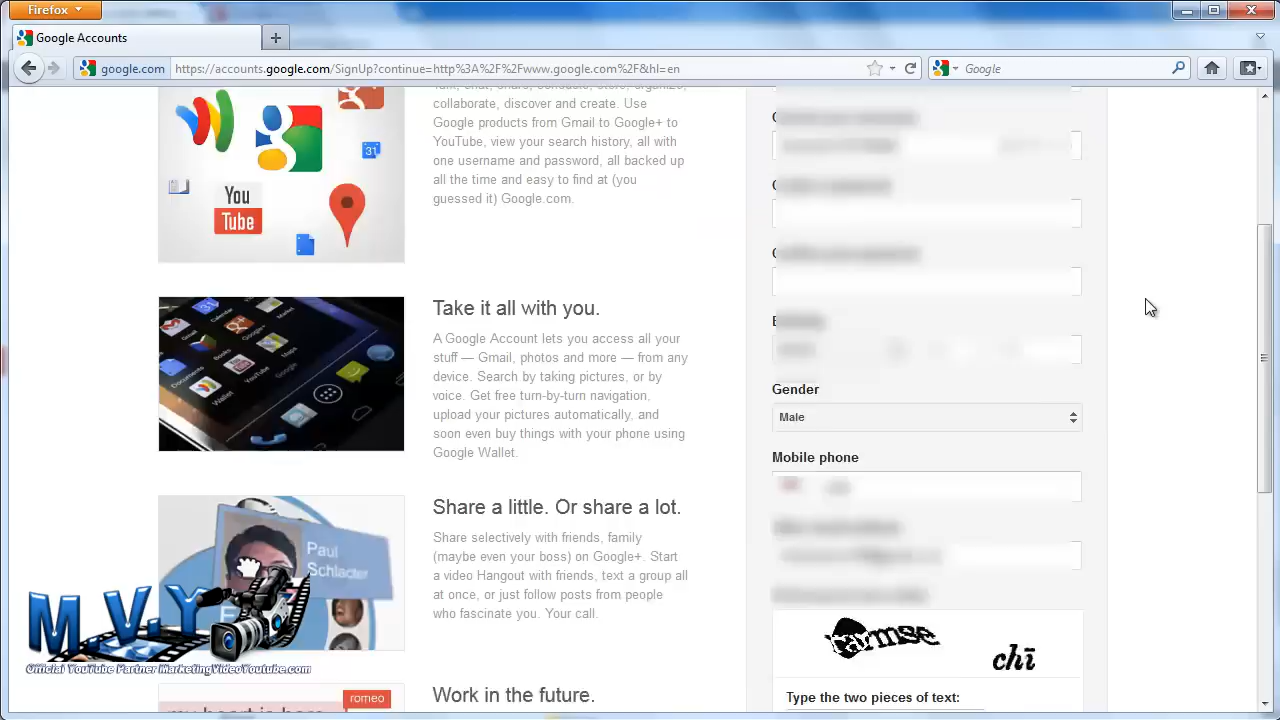 Firefox
Google Accounts
google.com
https://accounts.google.com/SignUp?continue=http%3A%2F%2Fwww.google.com%2F&hl=en
Google
collaborate, discover and create. Use
Google products from Gmail to Google+ to
YouTube, view your search history, all with
one username and password, all backed up
all the time and easy to find at (you
guessed it) Google.com.
31
You
Tube
Take it all with you.
A Google Account lets you access all your
stuff — Gmail, photos and more — from any
device. Search by taking pictures, or by
voice. Get free turn-by-turn navigation,
upload your pictures automatically, and
soon even buy things with your phone using
Google Wallet.
Share a little. Or share a lot.
Share selectively with friends, family
(maybe even your boss) on Google+. Start
a video Hangout with friends, text a group all
at once, or just follow posts from people
who fascinate you. Your call.
Paul
Schlacter
M.V.Y
Official YouTube Partner MarketingVideoYoutube.com
Work in the future.
romeo
Gender
Male
Mobile phone
chī
Type the two pieces of text: